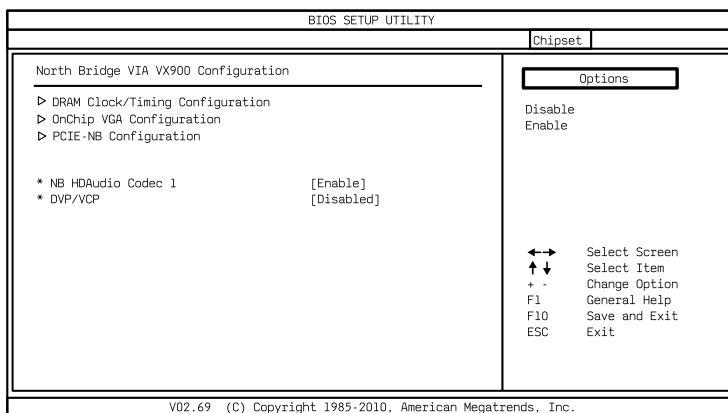 BIOS SETUP UTILITY
Chipset
North Bridge VIA VX900 Configuration
DRAM Clock/Timing Configuration
OnChip VGA Configuration
PCIE-NB Configuration
* NB HDAudio Codec 1 [Enable]
* DVP/VCP [Disabled]
Options
Disable
Enable
←→ Select Screen
↑↓ Select Item
+ - Change Option
F1 General Help
F10 Save and Exit
ESC Exit
V02.69 (C) Copyright 1985-2010, American Megatrends, Inc.